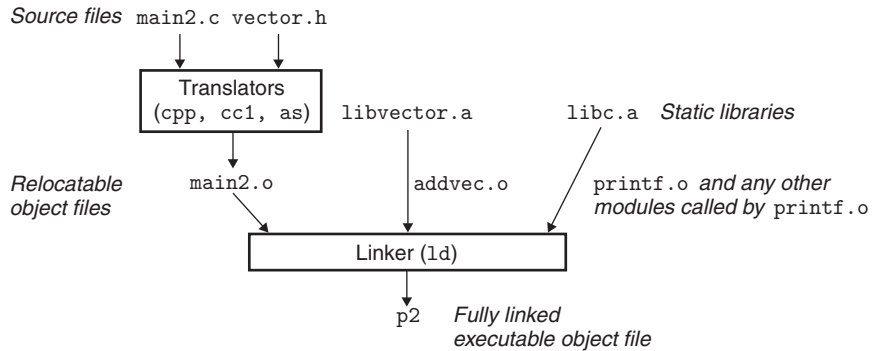 Source files main2.c vector.h
Translators
(cpp, cc1, as)
libvector.a
libc.a Static libraries
Relocatable
object files
main2.o
addvec.o
printf.o and any other
modules called by printf.o
Linker (ld)
p2
Fully linked
executable object file